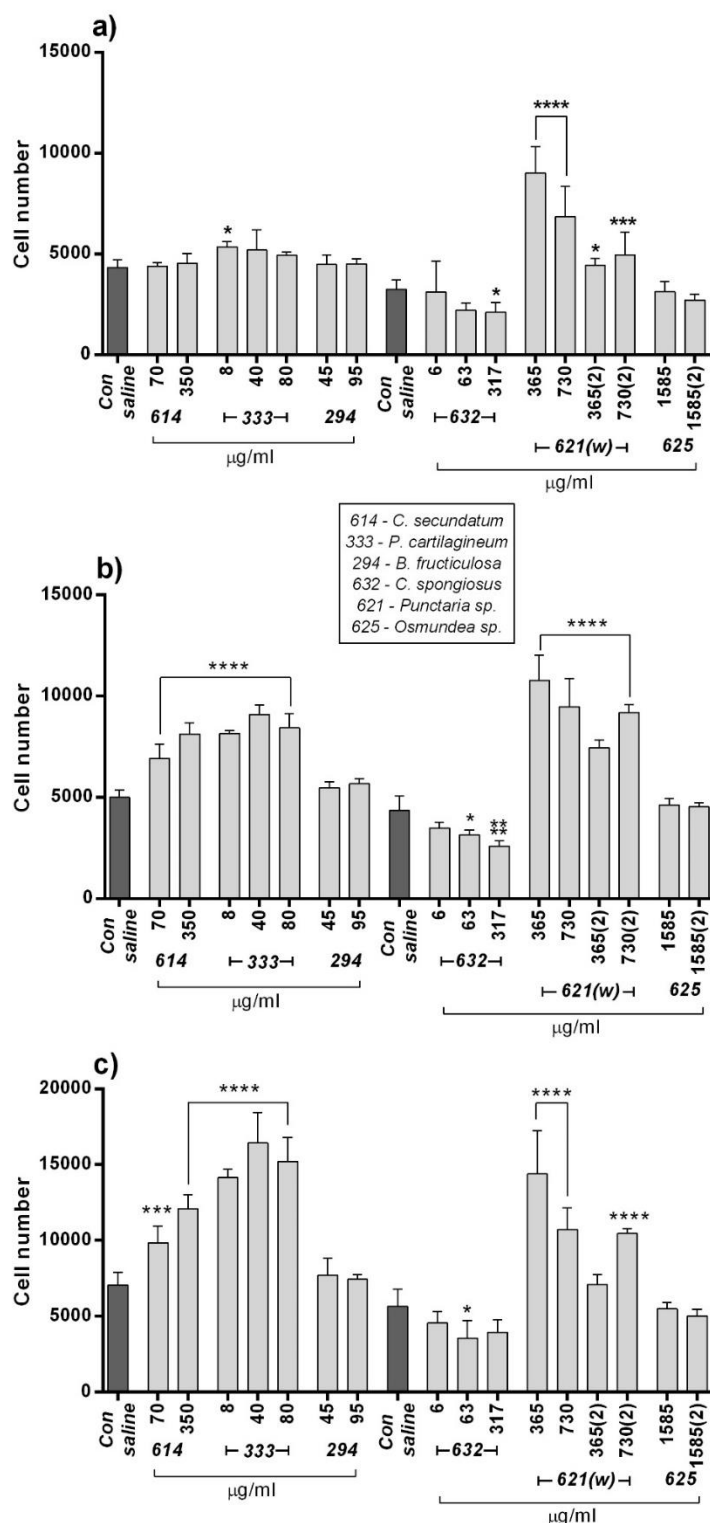 a)
15000
****
10000
***
*
*
*
5000
0
Cell number
Con saline 70 350 8 40 80 45 95 Con saline 6 63 317 365 730 365(2) 730(2) 1585 1585(2)
614 333 294 632 621(w) 625
μg/ml μg/ml
614 - C. secundatum
333 - P. cartilagineum
294 - B. fructiculosa
632 - C. spongiosus
621 - Punctaria sp.
625 - Osmundea sp.
b)
15000
**** ****
10000
5000
* ****
0
Cell number
Con saline 70 350 8 40 80 45 95 Con saline 6 63 317 365 730 365(2) 730(2) 1585 1585(2)
614 333 294 632 621(w) 625
μg/ml μg/ml
c)
20000
**** ****
15000
*** ****
10000
5000
*
0
Cell number
Con saline 70 350 8 40 80 45 95 Con saline 6 63 317 365 730 365(2) 730(2) 1585 1585(2)
614 333 294 632 621(w) 625
μg/ml μg/ml